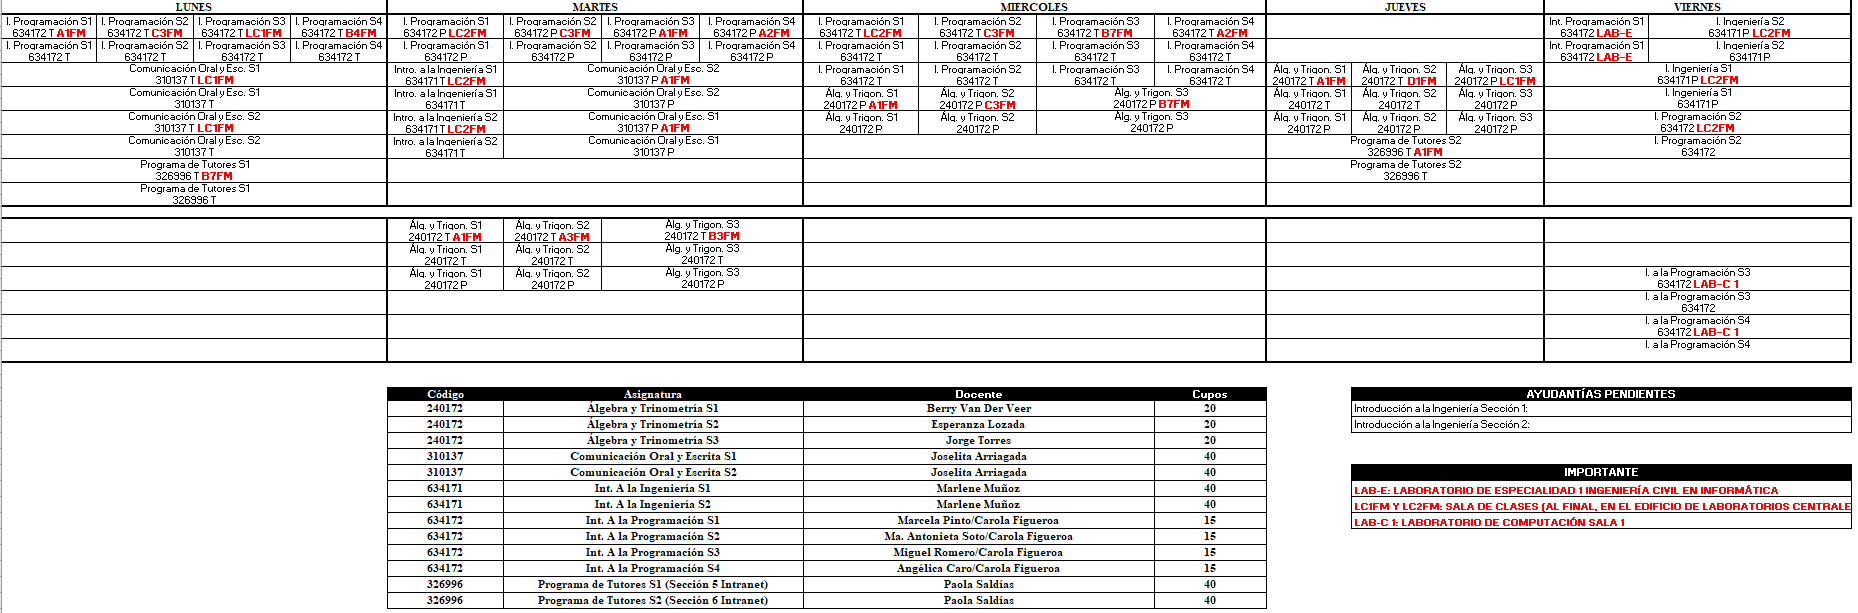 LUNES MARTES MIERCOLES JUEVES VIERNES
I. Programación S1 I. Programación S2 I. Programación S3 I. Programación S4 I. Programación S1 I. Programación S2 I. Programación S3 I. Programación S4 I. Programación S1 I. Programación S2 I. Programación S3 I. Programación S4 Int. Programación S1 I. Ingeniería S2
634172 T A1FM 634172 T C3FM 634172 T LC1FM 634172 T B4FM 634172 P LC2FM 634172 P C3FM 634172 P A1FM 634172 P A2FM 634172 T LC2FM 634172 T C3FM 634172 T B7FM 634172 T A2FM 634172 LAB-E 634171 P LC2FM
I. Programación S1 I. Programación S2 I. Programación S3 I. Programación S4 I. Programación S1 I. Programación S2 I. Programación S3 I. Programación S4 I. Programación S1 I. Programación S2 I. Programación S3 I. Programación S4 Int. Programación S1 I. Ingeniería S2
634172 T 634172 T 634172 T 634172 T 634172 P 634172 P 634172 P 634172 P 634172 T 634172 T 634172 T 634172 T 634172 LAB-E 634171 P
Comunicación Oral y Esc. S1 Intro. a la Ingeniería S1 Comunicación Oral y Esc. S2 I. Programación S1 I. Programación S2 I. Programación S3 I. Programación S4 Álg. y Trigon. S1 Álg. y Trigon. S2 Álg. y Trigon. S3 I. Ingeniería S1
310137 T LC1FM 634171 T LC2FM 310137 P A1FM 634172 T 634172 T 634172 T 634172 T 240172 T A1FM 240172 T D1FM 240172 P LC1FM 634171 P LC2FM
Comunicación Oral y Esc. S1 Intro. a la Ingeniería S1 Comunicación Oral y Esc. S2 Álg. y Trigon. S1 Álg. y Trigon. S2 Álg. y Trigon. S3 Álg. y Trigon. S1 Álg. y Trigon. S2 Álg. y Trigon. S3 I. Ingeniería S1
310137 T 634171 T 310137 P 240172 P A1FM 240172 P C3FM 240172 P B7FM 240172 T 240172 T 240172 P 634171 P
Comunicación Oral y Esc. S2 Intro. a la Ingeniería S2 Comunicación Oral y Esc. S1 Álg. y Trigon. S1 Álg. y Trigon. S2 Álg. y Trigon. S3 Álg. y Trigon. S1 Álg. y Trigon. S2 Álg. y Trigon. S3 I. Programación S2
310137 T LC1FM 634171 T LC2FM 310137 P A1FM 240172 P 240172 P 240172 P 240172 P 240172 P 240172 P 634172 LC2FM
Comunicación Oral y Esc. S2 Intro. a la Ingeniería S2 Comunicación Oral y Esc. S1 Programa de Tutores S2 I. Programación S2
310137 T 634171 T 310137 P 326996 T A1FM 634172
Programa de Tutores S1 Programa de Tutores S2
326996 T B7FM 326996 T
Programa de Tutores S1
326996 T
Álg. y Trigon. S1 Álg. y Trigon. S2 Álg. y Trigon. S3
240172 T A1FM 240172 T A3FM 240172 T B3FM
Álg. y Trigon. S1 Álg. y Trigon. S2 Álg. y Trigon. S3
240172 T 240172 T 240172 T
Álg. y Trigon. S1 Álg. y Trigon. S2 Álg. y Trigon. S3 I. a la Programación S3
240172 P 240172 P 240172 P 634172 LAB-C 1
I. a la Programación S3
634172
I. a la Programación S4
634172 LAB-C 1
I. a la Programación S4
Código Asignatura Docente Cupos
240172 Álgebra y Trinometría S1 Berry Van Der Veer 20
240172 Álgebra y Trinometría S2 Esperanza Lozada 20
240172 Álgebra y Trinometría S3 Jorge Torres 20
310137 Comunicación Oral y Escrita S1 Joselita Arriagada 40
310137 Comunicación Oral y Escrita S2 Joselita Arriagada 40
634171 Int. A la Ingeniería S1 Marlene Muñoz 40
634171 Int. A la Ingeniería S2 Marlene Muñoz 40
634172 Int. A la Programación S1 Marcela Pinto/Carola Figueroa 15
634172 Int. A la Programación S2 Ma. Antonieta Soto/Carola Figueroa 15
634172 Int. A la Programación S3 Miguel Romero/Carola Figueroa 15
634172 Int. A la Programación S4 Angélica Caro/Carola Figueroa 15
326996 Programa de Tutores S1 (Sección 5 Intranet) Paola Saldías 40
326996 Programa de Tutores S2 (Sección 6 Intranet) Paola Saldías 40
AYUDANTÍAS PENDIENTES
Introducción a la Ingeniería Sección 1:
Introducción a la Ingeniería Sección 2:
IMPORTANTE
LAB-E: LABORATORIO DE ESPECIALIDAD 1 INGENIERÍA CIVIL EN INFORMÁTICA
LC1FM Y LC2FM: SALA DE CLASES (AL FINAL, EN EL EDIFICIO DE LABORATORIOS CENTRALE
LAB-C 1: LABORATORIO DE COMPUTACIÓN SALA 1